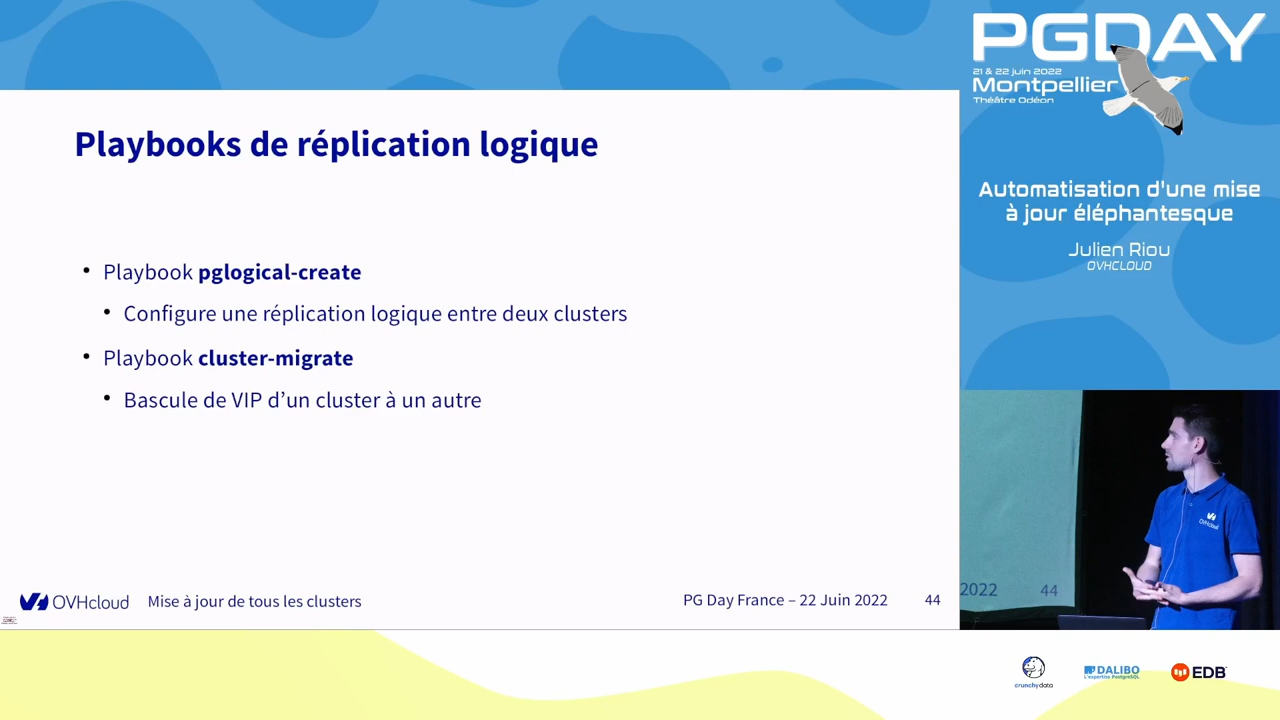 PGDAY
21 & 22 juin 2022
Montpellier
Théâtre Odéon
Automatisation d'une mise
à jour éléphantesque
Julien Riou
OVHCLOUD
Playbooks de réplication logique
• Playbook pglogical-create
• Configure une réplication logique entre deux clusters
• Playbook cluster-migrate
• Bascule de VIP d’un cluster à un autre
OVHcloud
Mise à jour de tous les clusters
PG Day France – 22 Juin 2022
44
OVHcloud
2022
44
crunchydata
DALIBO
L'expertise PostgreSQL
EDB